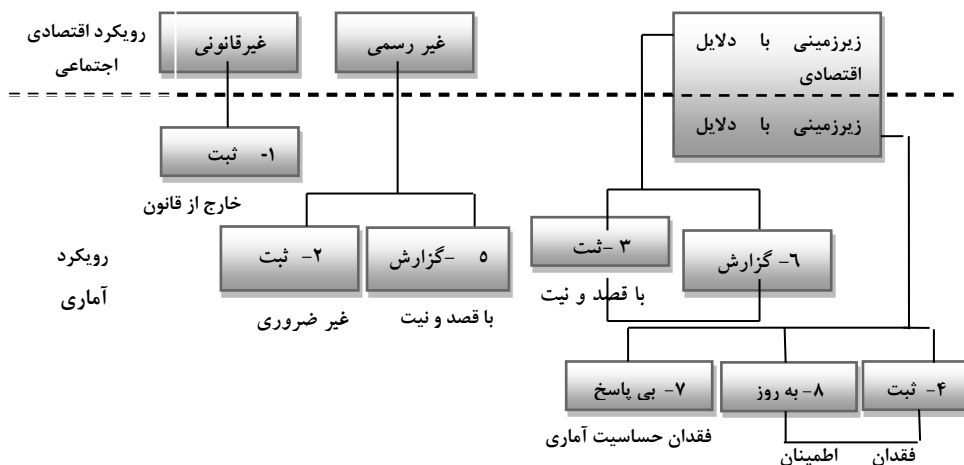 رویکرد اقتصادی
اجتماعی
غیرقانونی
غیر رسمی
زیرزمینی با دلایل
اقتصادی
زیرزمینی با دلایل
۱- ثبت
خارج از قانون
رویکرد
آماری
۲- ثبت
غیر ضروری
۵ -گزارش
با قصد و نیت
۳ -ثبت
۶- گزارش
با قصد و نیت
۷- بی پاسخ
۸- به روز
۴- ثبت
فقدان حساسیت آماری
فقدان اطمینان